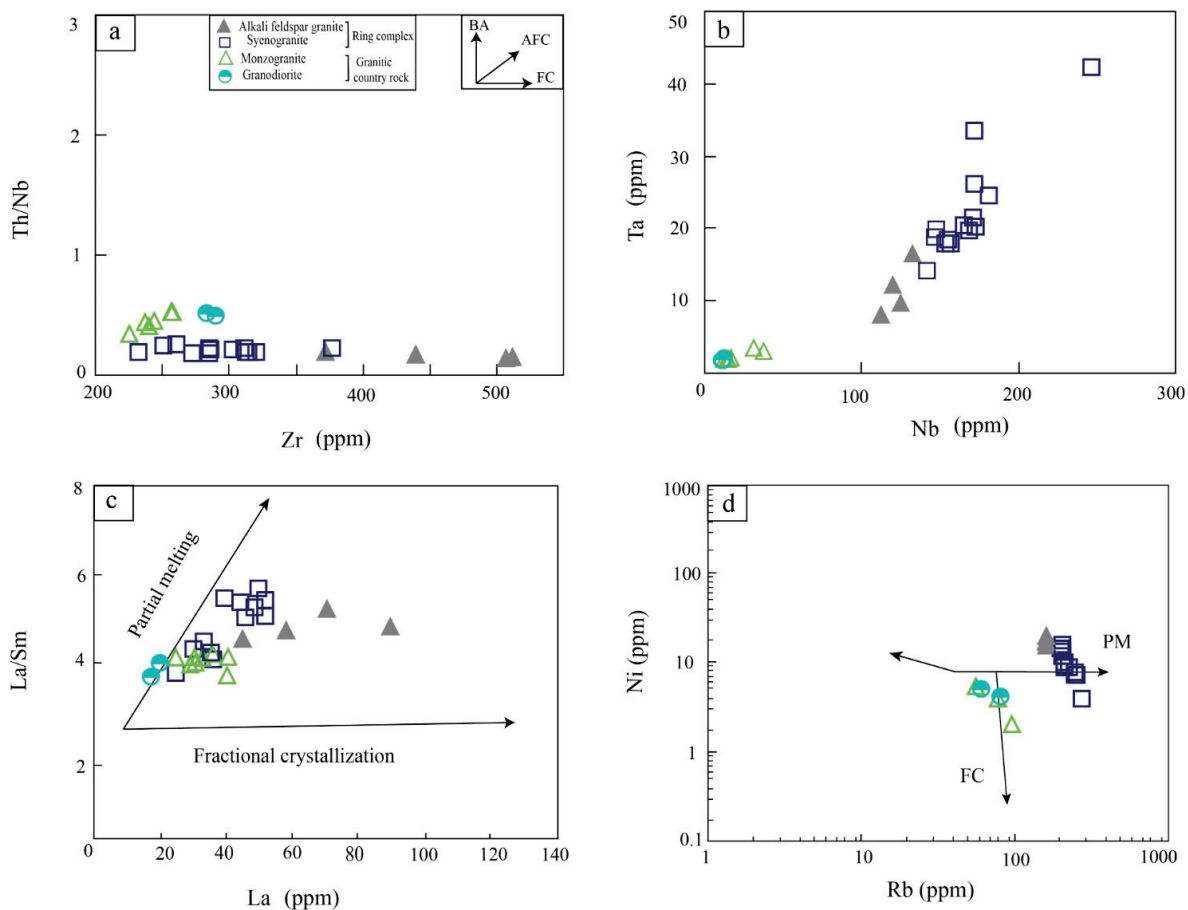 a
Alkali feldspar granite
Syenogranite
Ring complex
Monzogranite
Granodiorite
Granitic
country rock
BA
AFC
FC
3
2
1
0
Th/Nb
200
300
400
500
Zr (ppm)
b
50
40
30
20
10
0
Ta (ppm)
100
200
300
Nb (ppm)
c
8
6
4
2
La/Sm
Partial melting
Fractional crystallization
0
20
40
60
80
100
120
140
La (ppm)
d
1000
100
10
1
0.1
Ni (ppm)
PM
FC
1
10
100
1000
Rb (ppm)